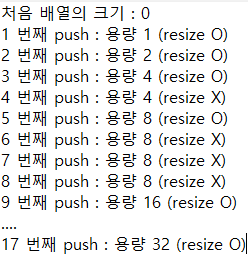 처음 배열의 크기 : 0
1 번째 push : 용량 1 (resize O)
2 번째 push : 용량 2 (resize O)
3 번째 push : 용량 4 (resize O)
4 번째 push : 용량 4 (resize X)
5 번째 push : 용량 8 (resize O)
6 번째 push : 용량 8 (resize X)
7 번째 push : 용량 8 (resize X)
8 번째 push : 용량 8 (resize X)
9 번째 push : 용량 16 (resize O)
....
17 번째 push : 용량 32 (resize O)